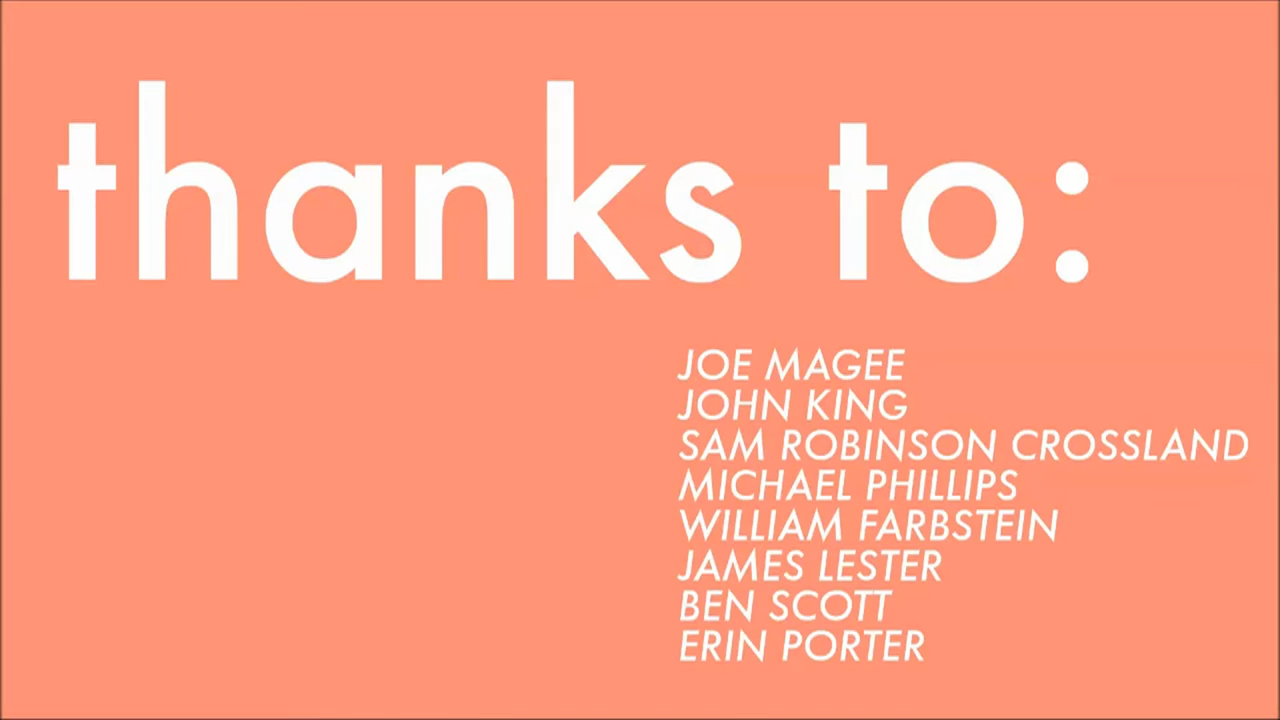 thanks to:
JOE MAGEE
JOHN KING
SAM ROBINSON CROSSLAND
MICHAEL PHILLIPS
WILLIAM FARBSTEIN
JAMES LESTER
BEN SCOTT
ERIN PORTER